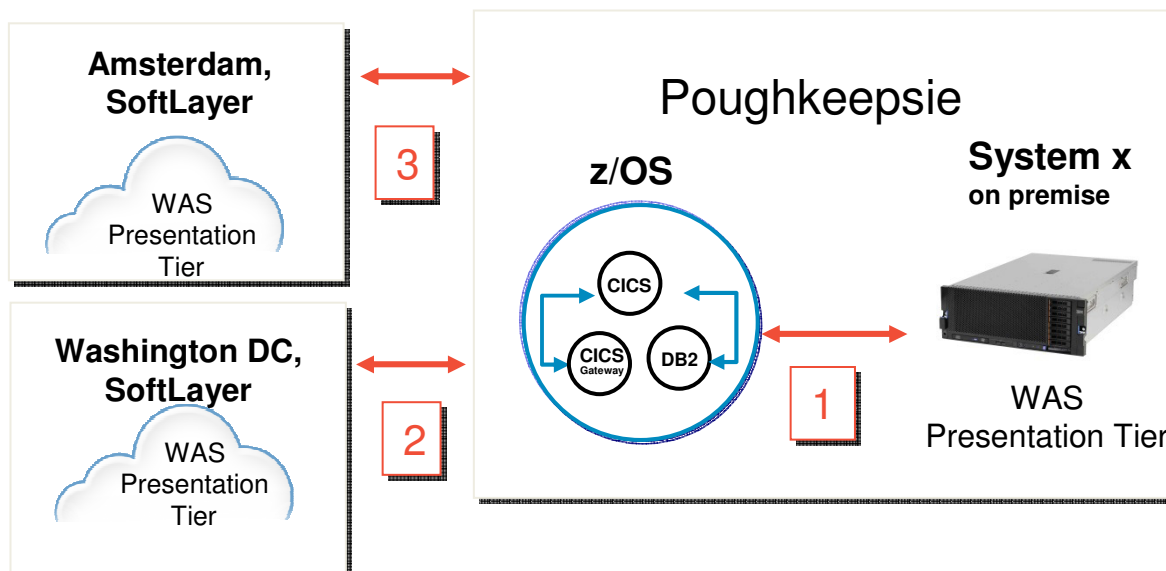 Amsterdam,
SoftLayer
WAS
Presentation
Tier
3
Washington DC,
SoftLayer
WAS
Presentation
Tier
2
Poughkeepsie
z/OS
CICS
CICS
Gateway
DB2
1
System x
on premise
WAS
Presentation Tier